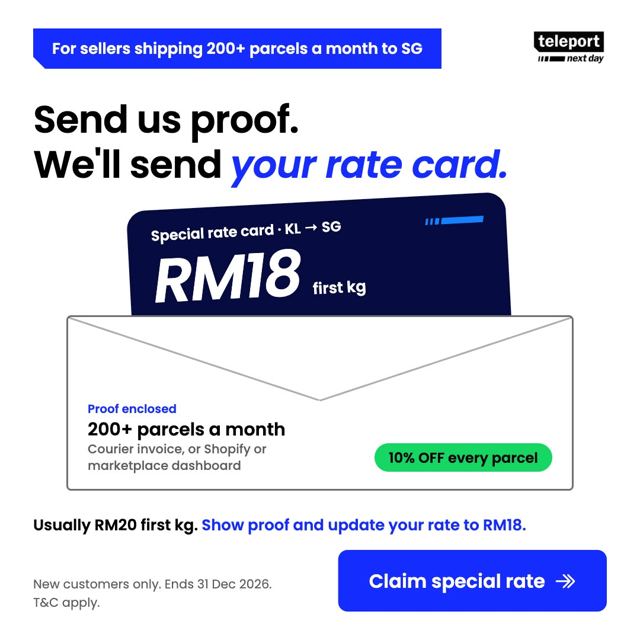 For sellers shipping 200+ parcels a month to SG
teleport
next day
Send us proof.
We'll send your rate card.
Special rate card · KL → SG
RM18 first kg
Proof enclosed
200+ parcels a month
Courier invoice, or Shopify or
marketplace dashboard
10% OFF every parcel
Usually RM20 first kg. Show proof and update your rate to RM18.
New customers only. Ends 31 Dec 2026.
T&C apply.
Claim special rate